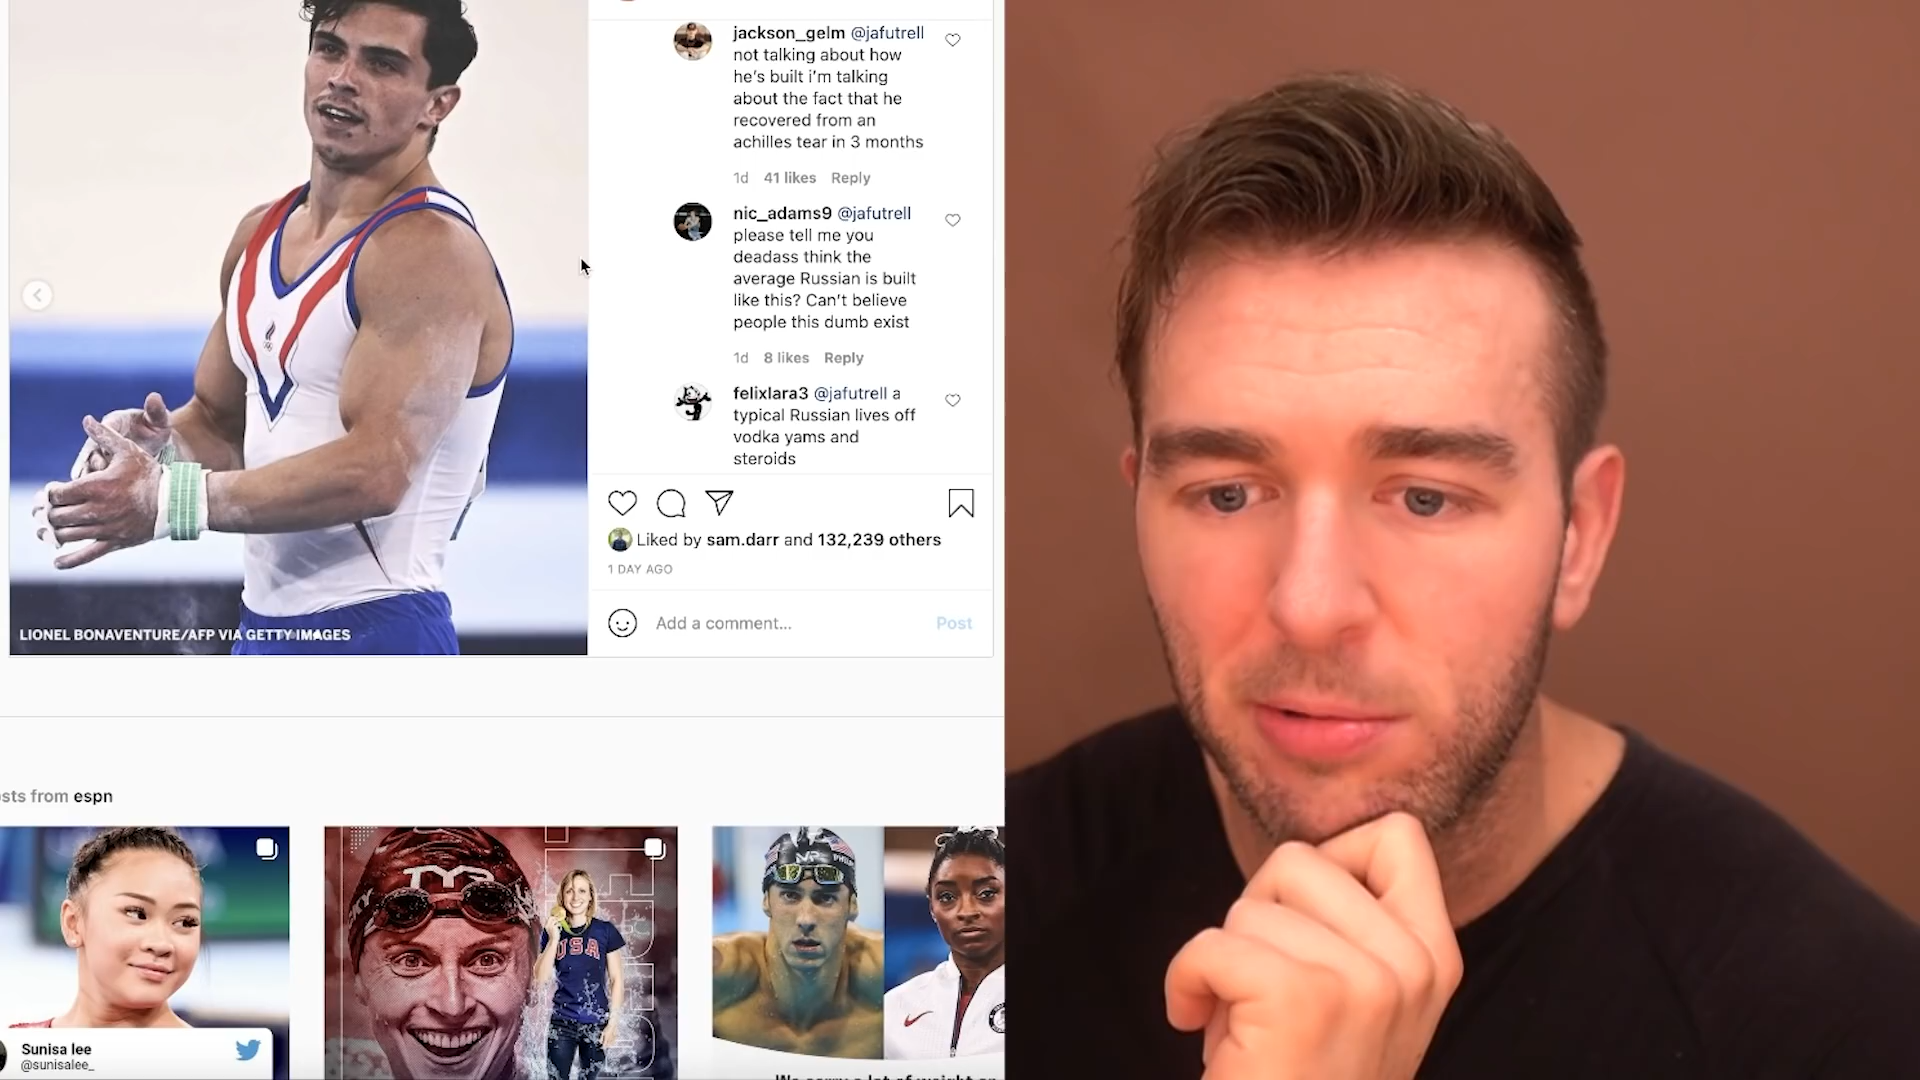 jackson_gelm @jafutrell
not talking about how
he's built i'm talking
about the fact that he
recovered from an
achilles tear in 3 months
1d 41 likes Reply
nic_adams9 @jafutrell
please tell me you
deadass think the
average Russian is built
like this? Can't believe
people this dumb exist
1d 8 likes Reply
felixlara3 @jafutrell a
typical Russian lives off
vodka yams and
steroids
Liked by sam.darr and 132,239 others
1 DAY AGO
Add a comment... Post
LIONEL BONAVENTURE/AFP VIA GETTY IMAGES
sts from espn
Sunisa lee
@sunisalee_
TYR
USA
MP